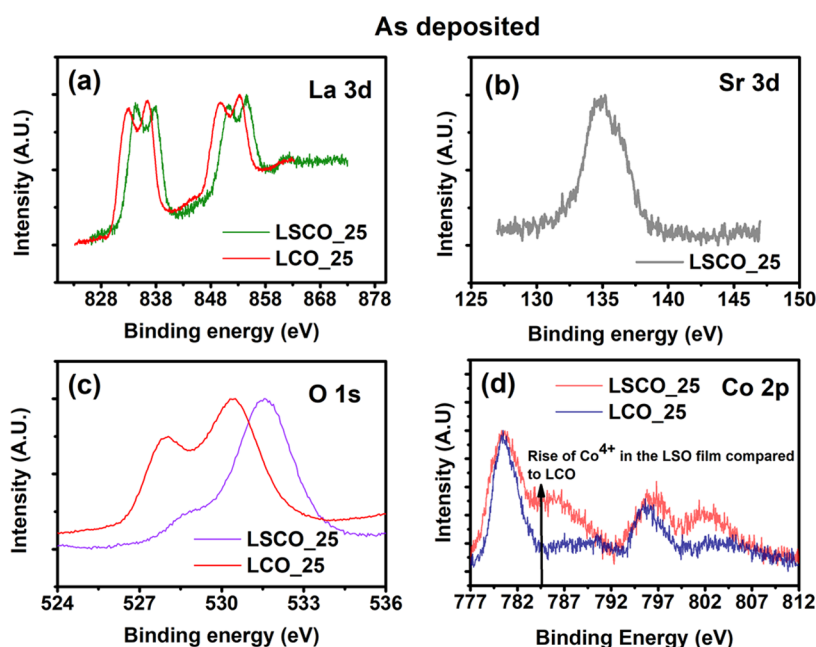 As deposited
(a)
La 3d
Intensity (A.U.)
LSCO_25
LCO_25
828 838 848 858 868 878
Binding energy (eV)
(b)
Sr 3d
Intensity (A.U.)
LSCO_25
125 130 135 140 145 150
Binding energy (eV)
(c)
O 1s
Intensity (A.U.)
LSCO_25
LCO_25
524 527 530 533 536
Binding energy (eV)
(d)
Co 2p
LSCO_25
LCO_25
Rise of Co⁴⁺ in the LSO film compared
to LCO
Intensity (A.U)
777 782 787 792 797 802 807 812
Binding Energy (eV)